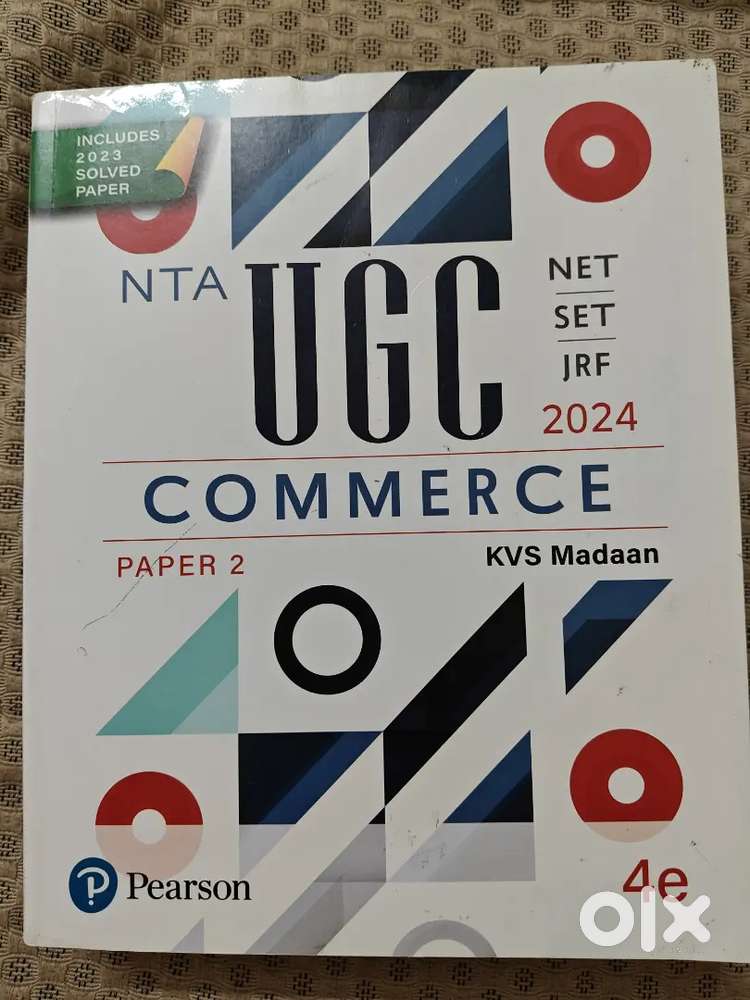 INCLUDES
2023
SOLVED
PAPER
NTA UGC
NET
SET
JRF
2024
COMMERCE
PAPER 2
KVS Madaan
P Pearson
4e
olx